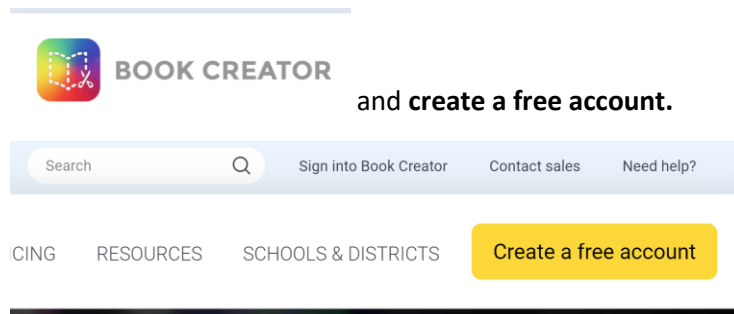 BOOK CREATOR
and create a free account.
Search
Sign into Book Creator
Contact sales
Need help?
ICING
RESOURCES
SCHOOLS & DISTRICTS
Create a free account